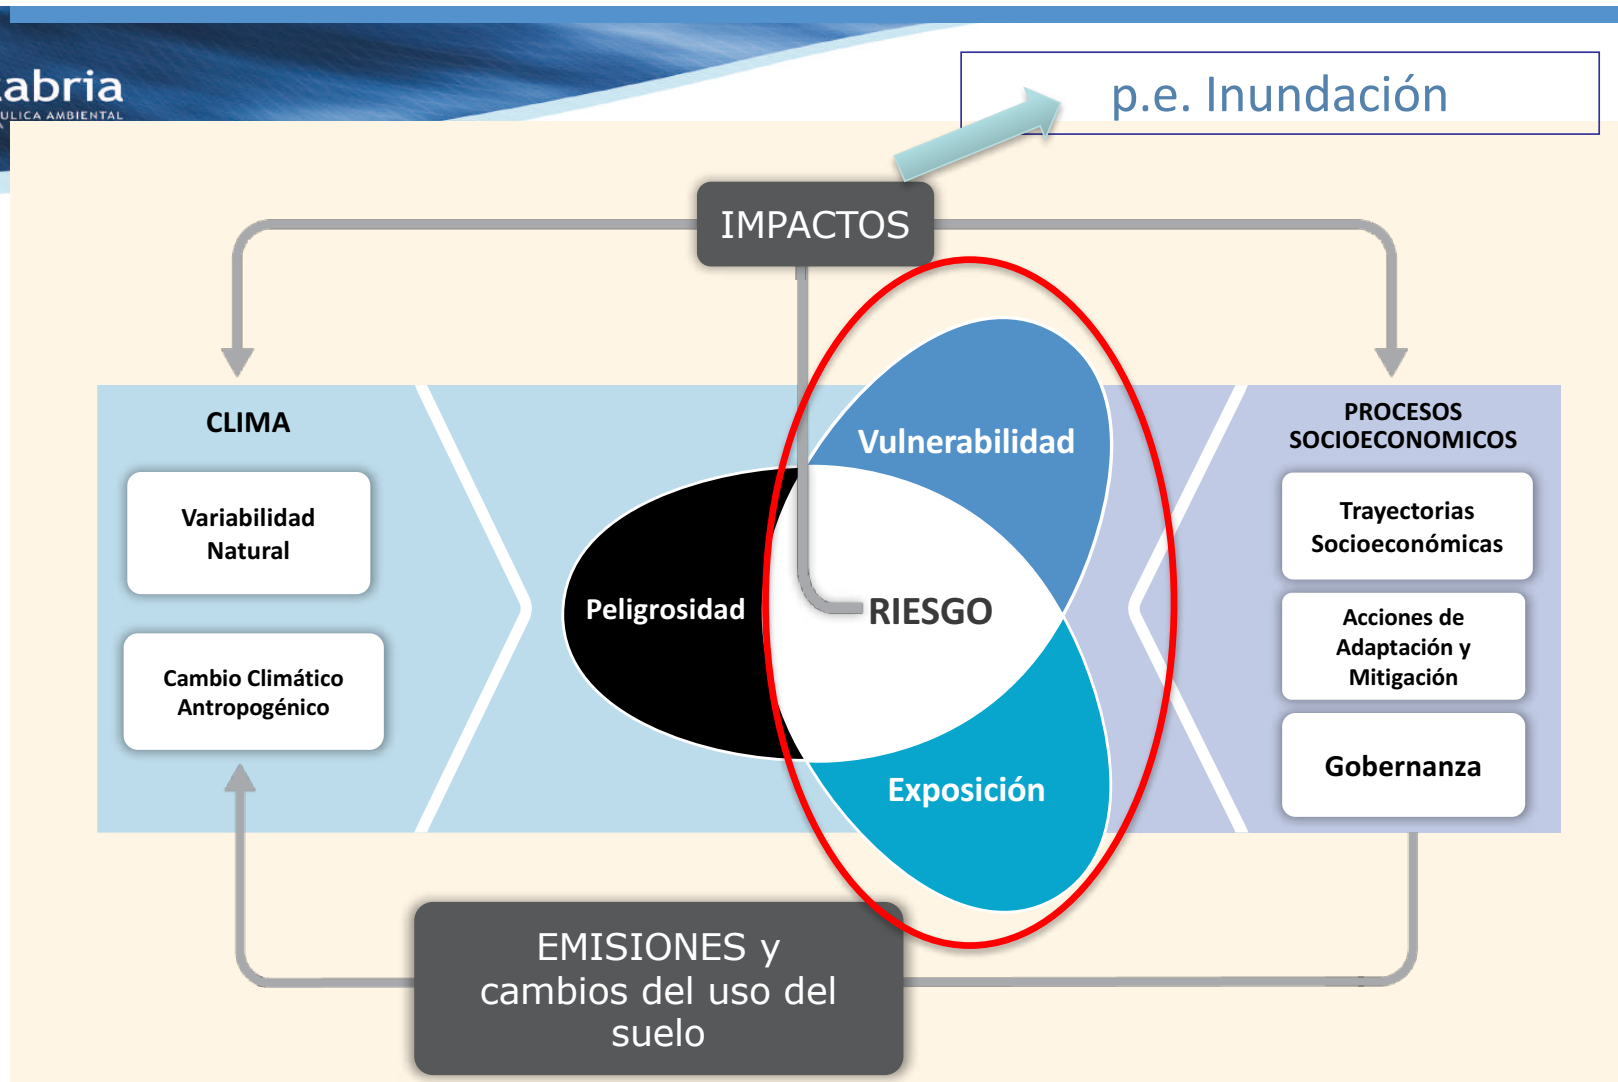 abria
ULICA AMBIENTAL
p.e. Inundación
IMPACTOS
CLIMA
Variabilidad
Natural
Cambio Climático
Antropogénico
Vulnerabilidad
Peligrosidad
RIESGO
Exposición
PROCESOS
SOCIOECONOMICOS
Trayectorias
Socioeconómicas
Acciones de
Adaptación y
Mitigación
Gobernanza
EMISIONES y
cambios del uso del
suelo